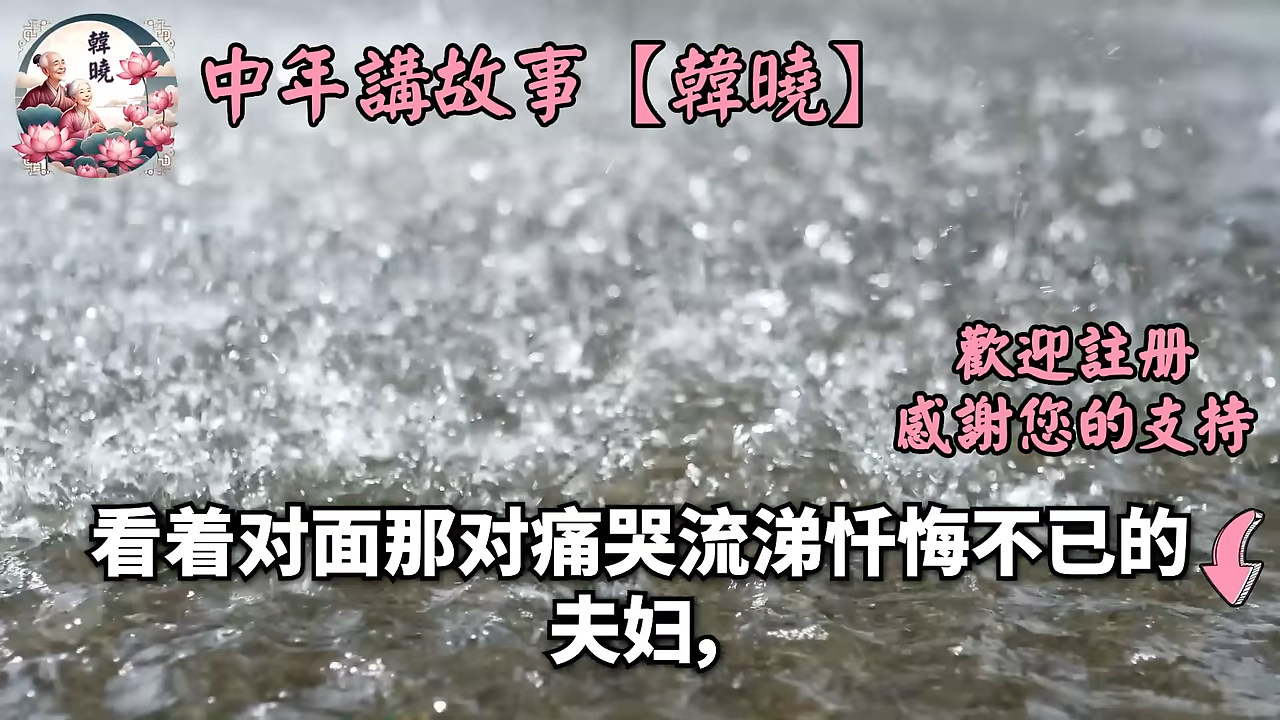 韓曉
中年講故事【韓曉】
歡迎註册
感謝您的支持
看着对面那对痛哭流涕忏悔不已的
夫妇,